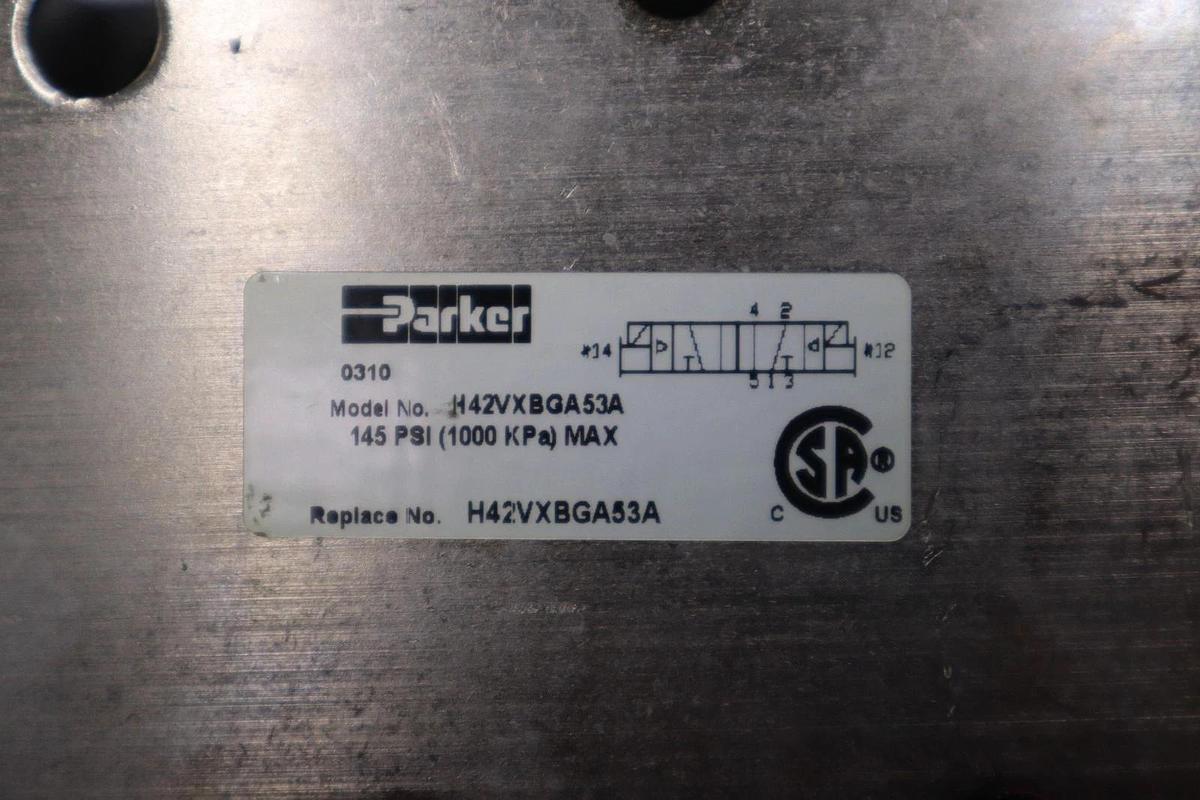 Parker
0310
Model No. H42VXBGA53A
145 PSI (1000 KPa) MAX
Replace No. H42VXBGA53A
4 2
#14
#12
5 1 3
CSA®
C US